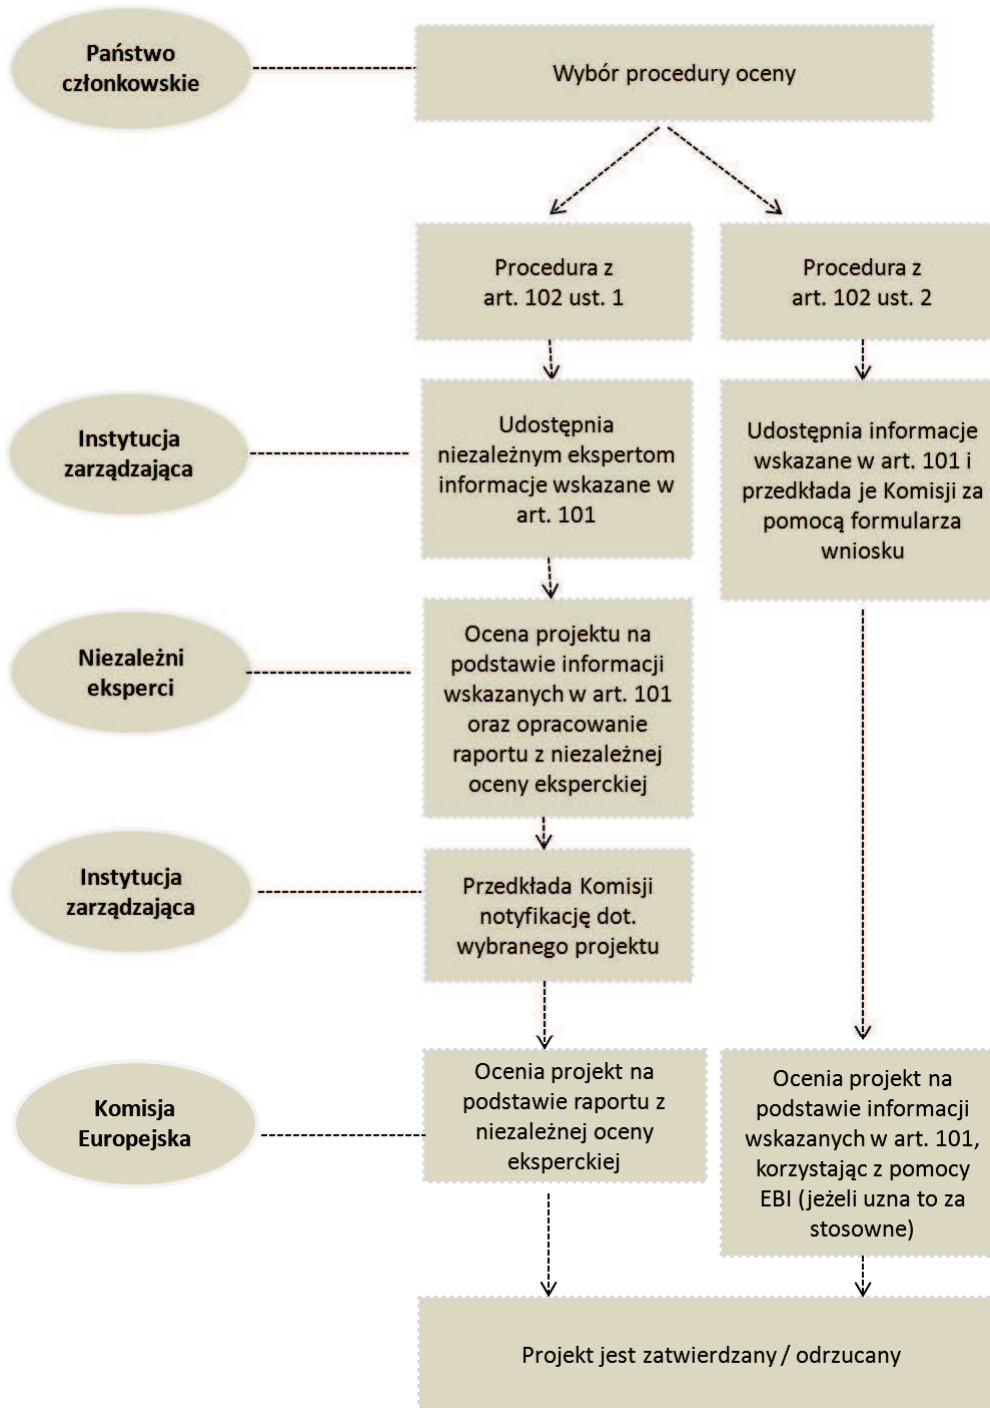 Państwo
członkowskie
Wybór procedury oceny
Procedura z
art. 102 ust. 1
Procedura z
art. 102 ust. 2
Instytucja
zarządzająca
Udostępnia
niezależnym ekspertom
informacje wskazane w
art. 101
Udostępnia informacje
wskazane w art. 101 i
przedkłada je Komisji za
pomocą formularza
wniosku
Niezależni
eksperci
Ocena projektu na
podstawie informacji
wskazanych w art. 101
oraz opracowanie
raportu z niezależnej
oceny eksperckiej
Instytucja
zarządzająca
Przedkłada Komisji
notyfikację dot.
wybranego projektu
Komisja
Europejska
Ocenia projekt na
podstawie raportu z
niezależnej oceny
eksperckiej
Ocenia projekt na
podstawie informacji
wskazanych w art. 101,
korzystając z pomocy
EBI (jeżeli uzna to za
stosowne)
Projekt jest zatwierdzany / odrzucany